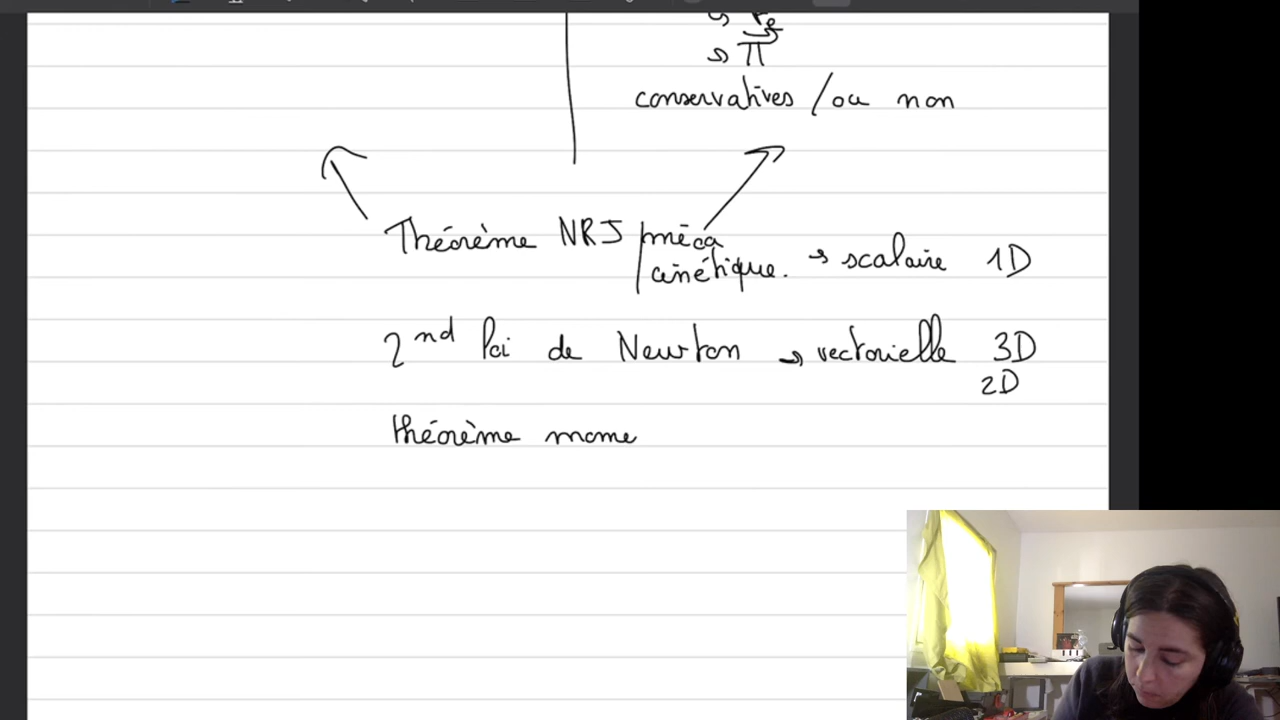 π
conservatives / ou non
Théorème NRJ méca
cinétique. → scalaire 1D
2nd loi de Newton → vectorielle 3D
2D
théorème mome